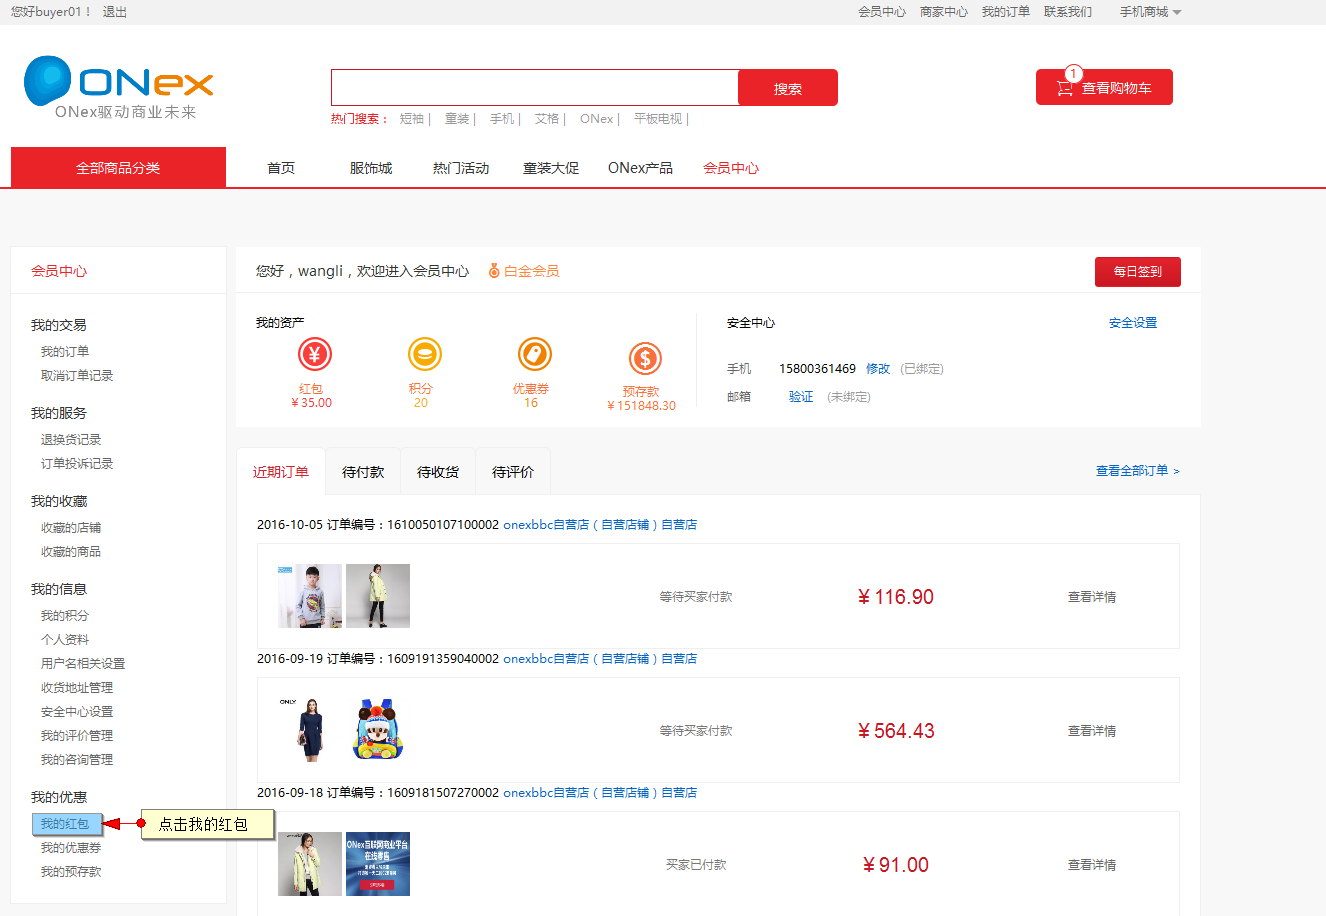 您好buyer01！ 退出
会员中心 商家中心 我的订单 联系我们 手机商城
ONex
ONex驱动商业未来
搜索
1
查看购物车
热门搜索： 短袖 | 童装 | 手机 | 艾格 | ONex | 平板电视 |
全部商品分类 首页 服饰城 热门活动 童装大促 ONex产品 会员中心
会员中心
我的交易
我的订单
取消订单记录
我的服务
退换货记录
订单投诉记录
我的收藏
收藏的店铺
收藏的商品
我的信息
我的积分
个人资料
用户名相关设置
收货地址管理
安全中心设置
我的评价管理
我的咨询管理
我的优惠
我的红包
点击我的红包
我的优惠券
我的预存款
您好，wangli，欢迎进入会员中心 白金会员
每日签到
我的资产
红包
¥ 35.00
积分
20
优惠券
16
预存款
¥ 151848.30
安全中心 安全设置
手机 15800361469 修改 (已绑定)
邮箱 验证 (未绑定)
近期订单 待付款 待收货 待评价
查看全部订单 >
2016-10-05 订单编号：1610050107100002 onexbbc自营店（自营店铺）自营店
等待买家付款 ¥ 116.90 查看详情
2016-09-19 订单编号：1609191359040002 onexbbc自营店（自营店铺）自营店
ONLY
等待买家付款 ¥ 564.43 查看详情
2016-09-18 订单编号：1609181507270002 onexbbc自营店（自营店铺）自营店
ONex互联网商业平台
在线零售
买家已付款 ¥ 91.00 查看详情